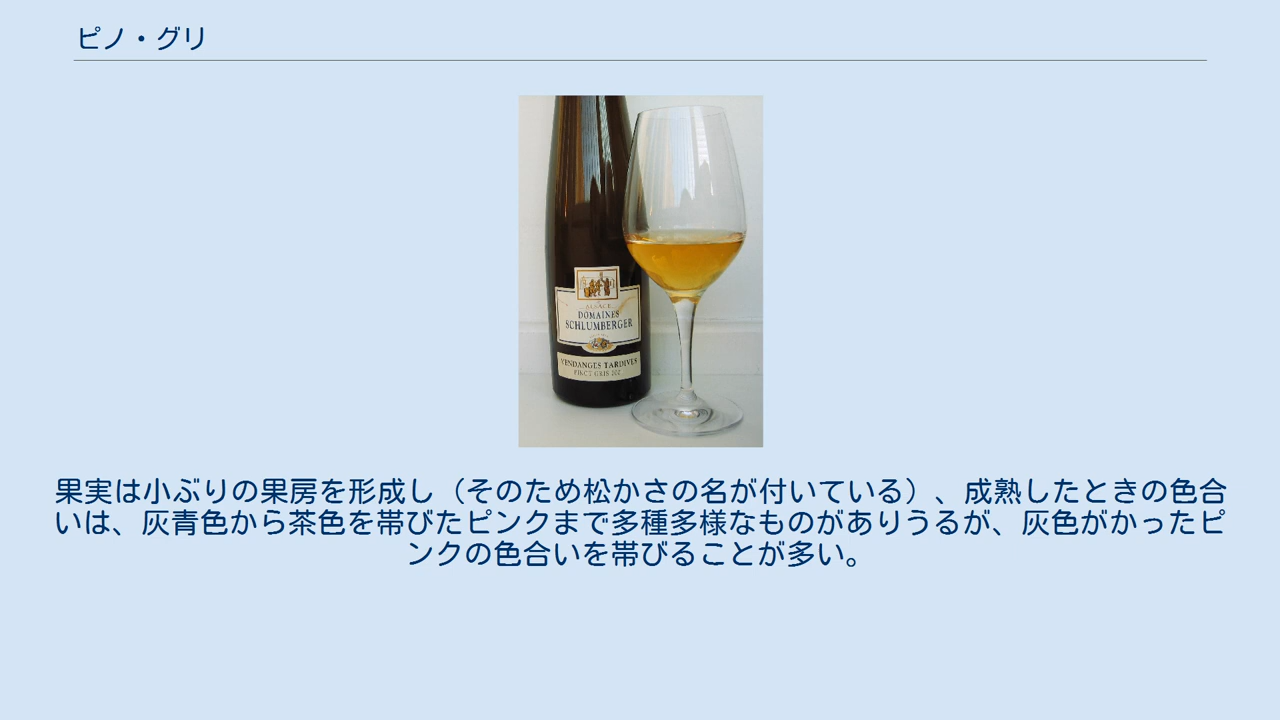 ピノ・グリ
ALSACE
DOMAINES
SCHLUMBERGER
VENDANGES TARDIVES
PINOT GRIS
果実は小ぶりの果房を形成し（そのため松かさの名が付いている）、成熟したときの色合
いは、灰青色から茶色を帯びたピンクまで多種多様なものがありうるが、灰色がかったピ
ンクの色合いを帯びることが多い。